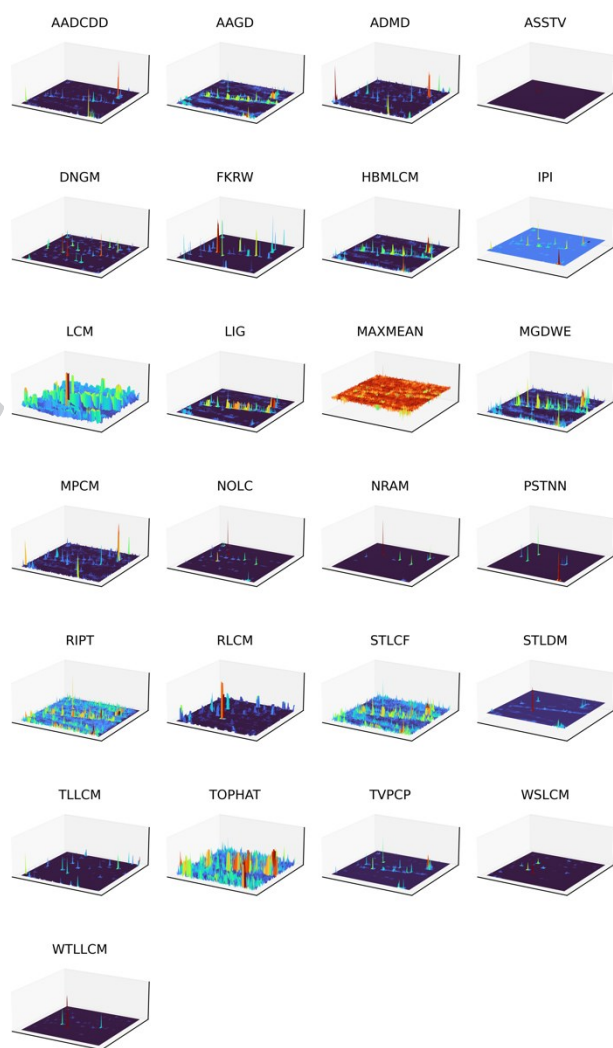 AADCDD AAGD ADMD ASSTV
DNGM FKRW HBMLCM IPI
LCM LIG MAXMEAN MGDWE
MPCM NOLC NRAM PSTNN
RIPT RLCM STLCF STLDM
TLLCM TOPHAT TVPCP WSLCM
WTLLCM